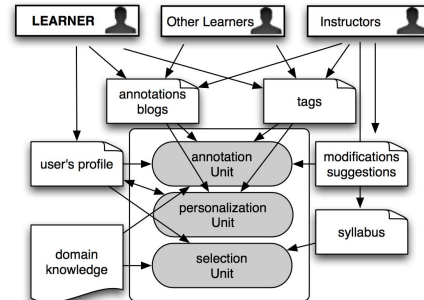 LEARNER
Other Learners
Instructors
annotations
blogs
tags
user's profile
annotation
Unit
modifications
suggestions
personalization
Unit
syllabus
domain
knowledge
selection
Unit